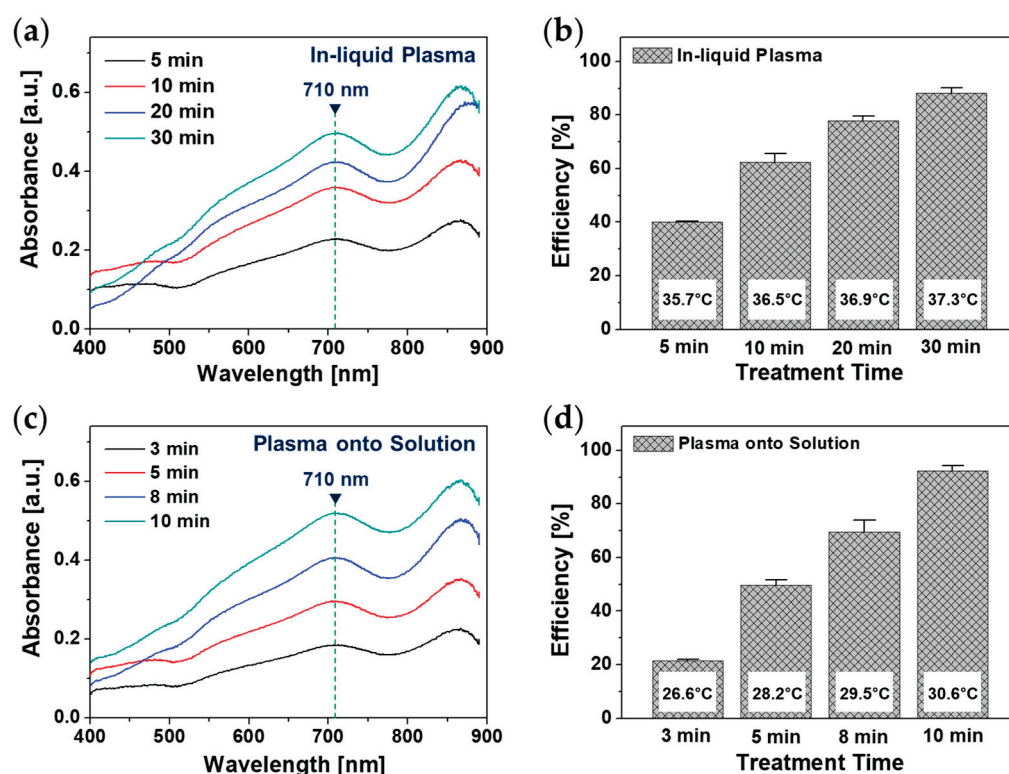 (a)
Absorbance [a.u.]
0.6
0.4
0.2
0.0
5 min
10 min
20 min
30 min
In-liquid Plasma
710 nm
400 500 600 700 800 900
Wavelength [nm]
(b)
Efficiency [%]
100
80
60
40
20
0
In-liquid Plasma
35.7°C 36.5°C 36.9°C 37.3°C
5 min 10 min 20 min 30 min
Treatment Time
(c)
Absorbance [a.u.]
0.6
0.4
0.2
0.0
3 min
5 min
8 min
10 min
Plasma onto Solution
710 nm
400 500 600 700 800 900
Wavelength [nm]
(d)
Efficiency [%]
100
80
60
40
20
0
Plasma onto Solution
26.6°C 28.2°C 29.5°C 30.6°C
3 min 5 min 8 min 10 min
Treatment Time